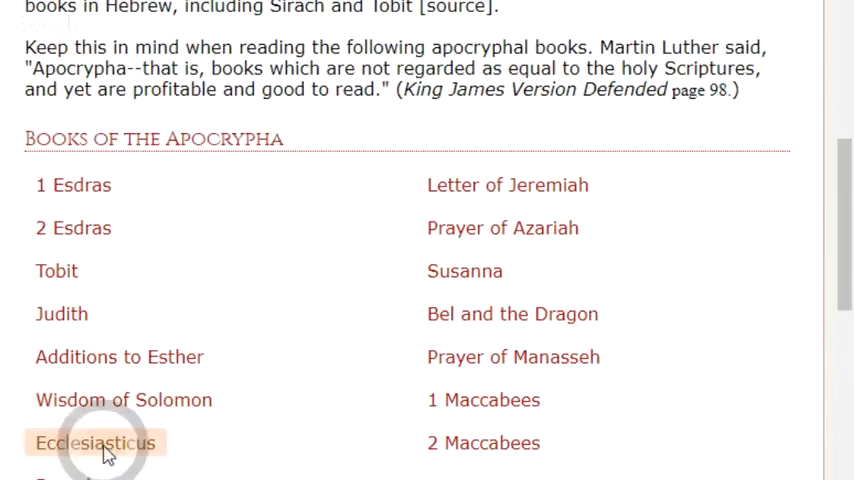 books in Hebrew, including Sirach and Tobit [source].
Keep this in mind when reading the following apocryphal books. Martin Luther said,
"Apocrypha--that is, books which are not regarded as equal to the holy Scriptures,
and yet are profitable and good to read." (King James Version Defended page 98.)
BOOKS OF THE APOCRYPHA
1 Esdras
2 Esdras
Tobit
Judith
Additions to Esther
Wisdom of Solomon
Ecclesiasticus
Letter of Jeremiah
Prayer of Azariah
Susanna
Bel and the Dragon
Prayer of Manasseh
1 Maccabees
2 Maccabees